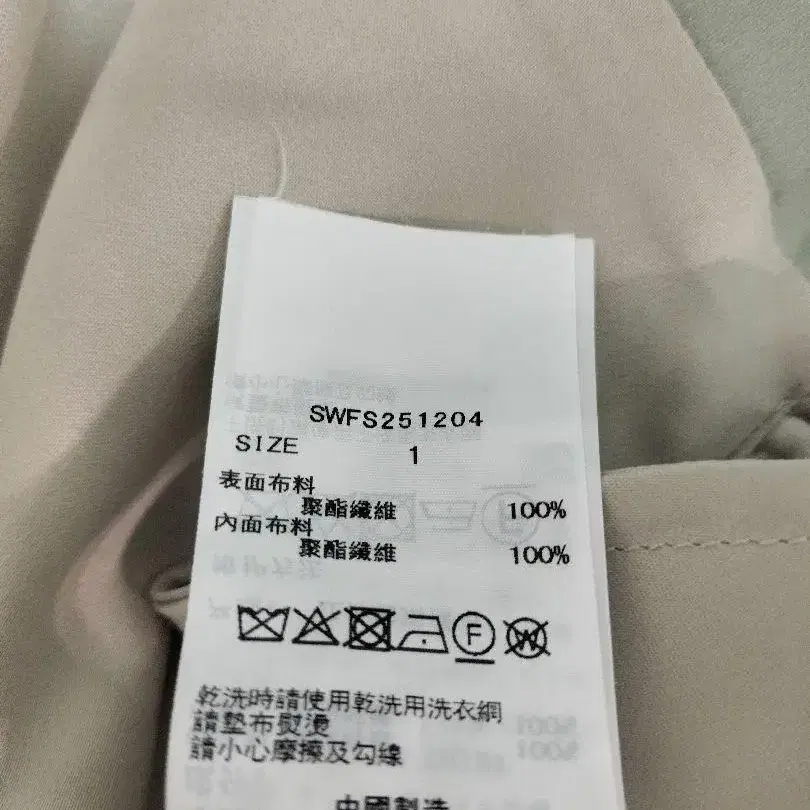 SWFS251204
SIZE 1
表面布料
聚酯纖維 100%
內面布料
聚酯纖維 100%
F W
乾洗時請使用乾洗用洗衣網
請墊布熨燙
請小心摩擦及勾線
中國製造